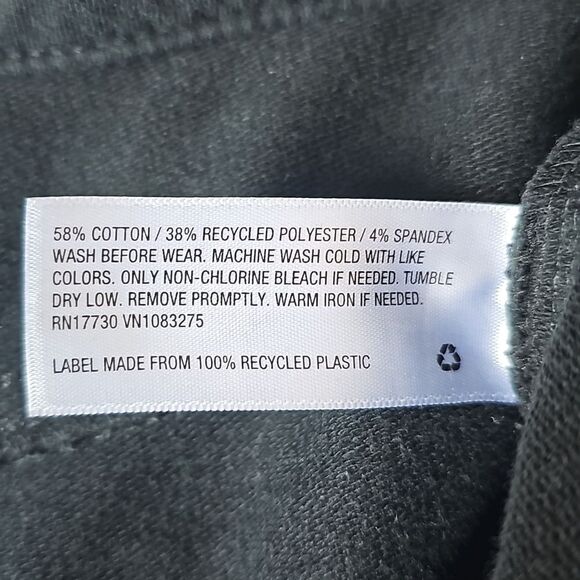 58% COTTON / 38% RECYCLED POLYESTER / 4% SPANDEX
WASH BEFORE WEAR. MACHINE WASH COLD WITH LIKE
COLORS. ONLY NON-CHLORINE BLEACH IF NEEDED. TUMBLE
DRY LOW. REMOVE PROMPTLY. WARM IRON IF NEEDED.
RN17730 VN1083275
LABEL MADE FROM 100% RECYCLED PLASTIC